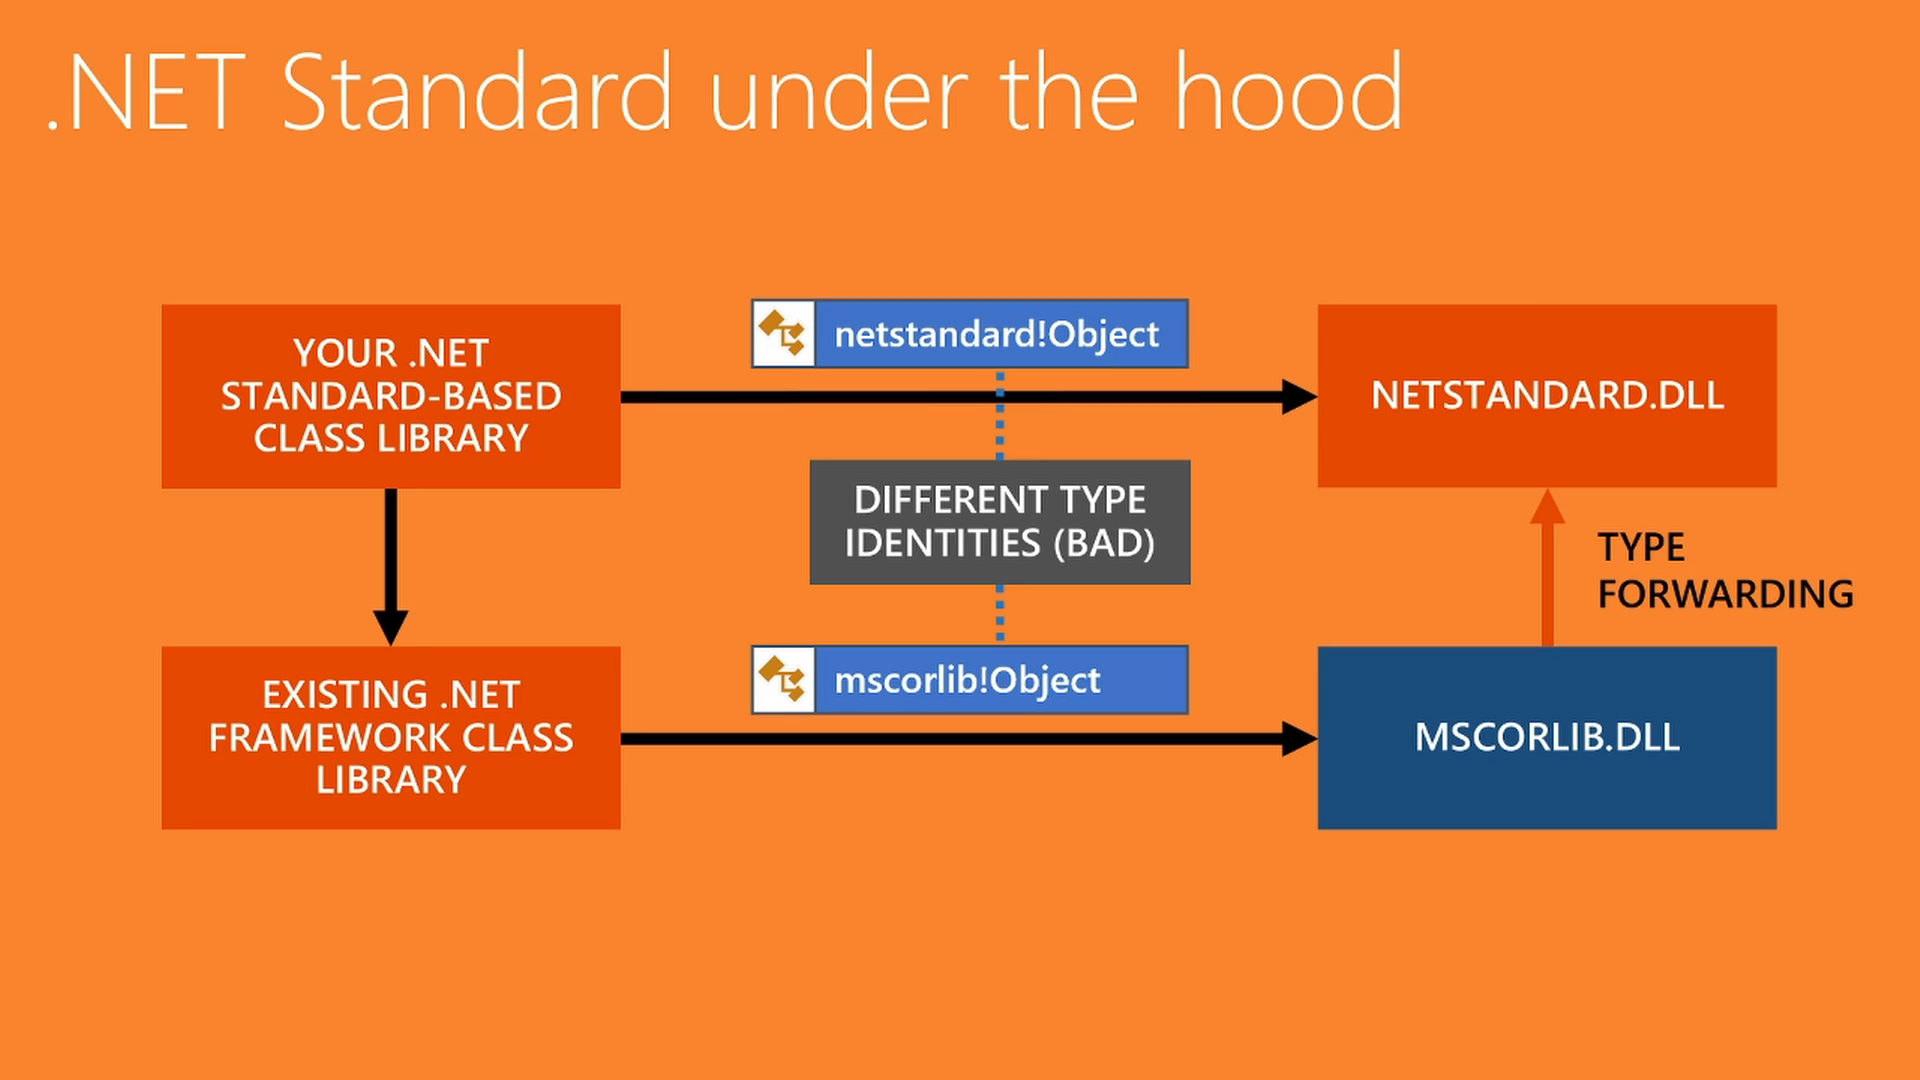 .NET Standard under the hood
YOUR .NET
STANDARD-BASED
CLASS LIBRARY
netstandard!Object
NETSTANDARD.DLL
DIFFERENT TYPE
IDENTITIES (BAD)
TYPE
FORWARDING
EXISTING .NET
FRAMEWORK CLASS
LIBRARY
mscorlib!Object
MSCORLIB.DLL